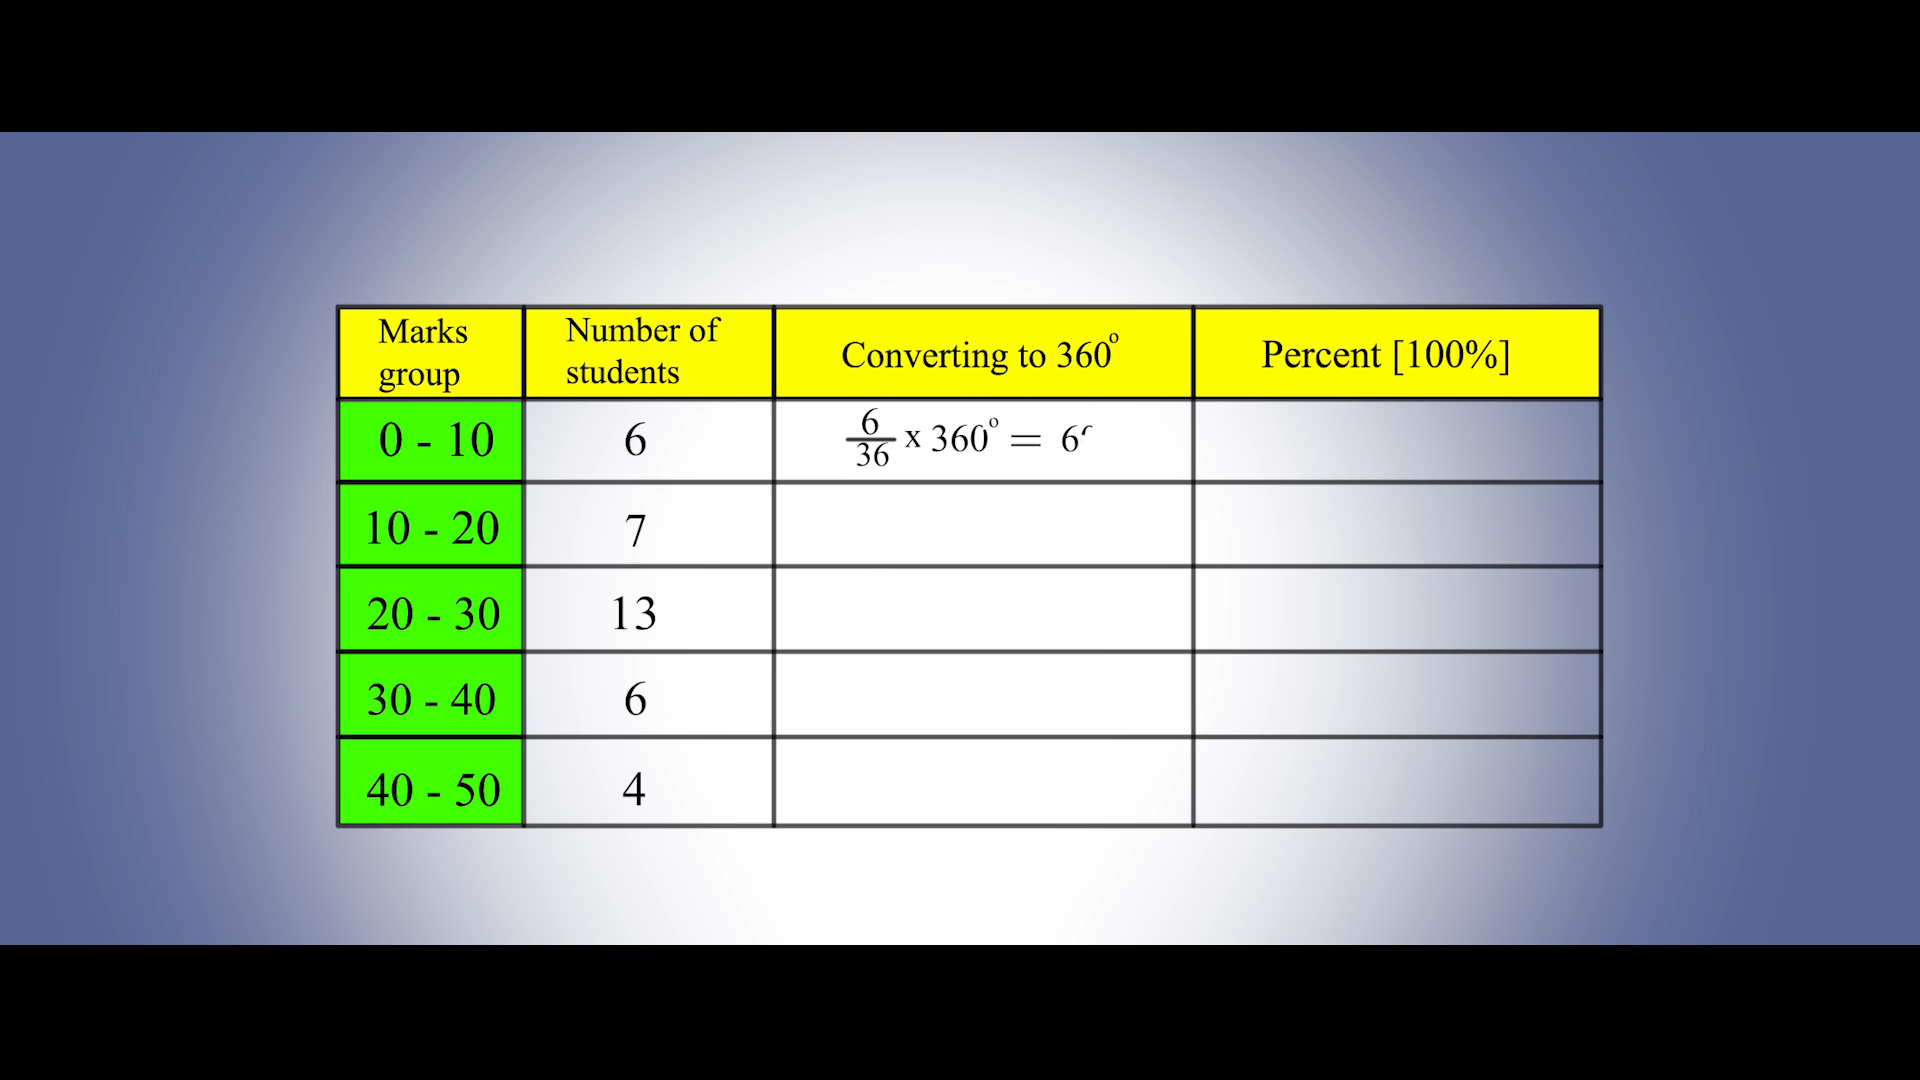 Marks group
Number of students
Converting to 360°
Percent [100%]
0 - 10
6
6/36 x 360° = 6
10 - 20
7
20 - 30
13
30 - 40
6
40 - 50
4